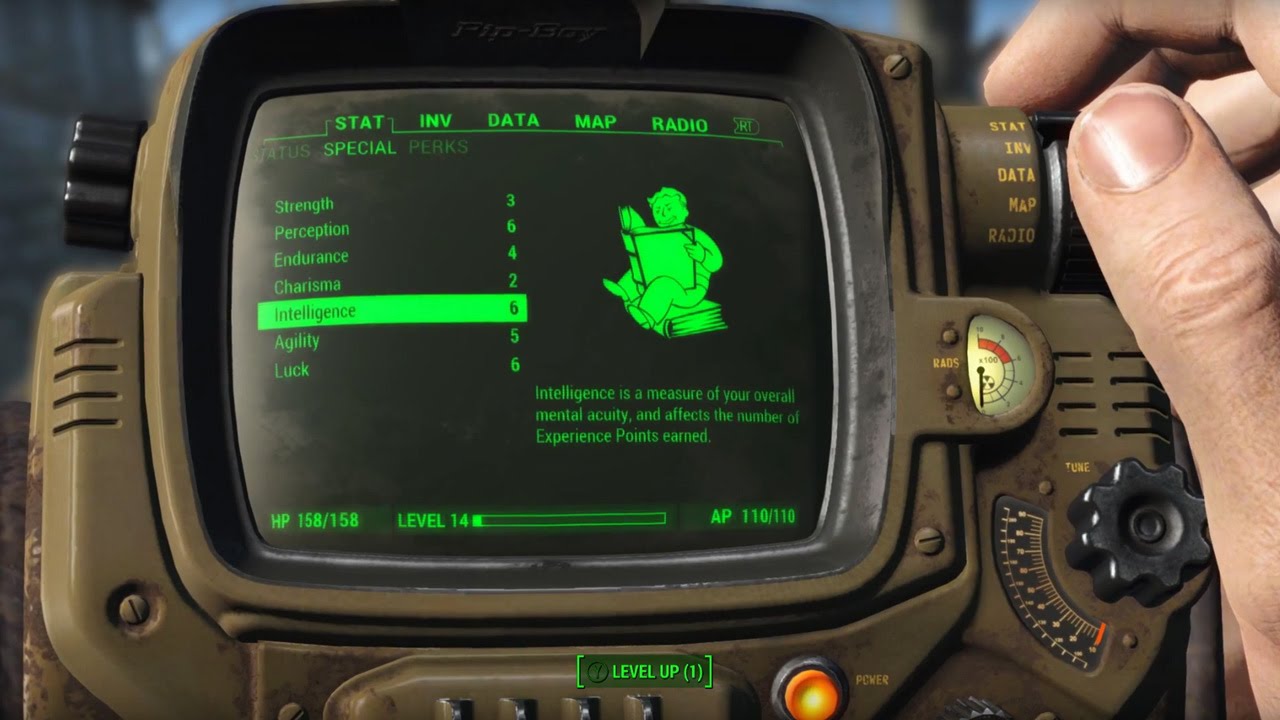 Pip-Boy
STAT INV DATA MAP RADIO RT
STATUS SPECIAL PERKS
Strength 3
Perception 6
Endurance 4
Charisma 2
Intelligence 6
Agility 5
Luck 6
Intelligence is a measure of your overall
mental acuity, and affects the number of
Experience Points earned.
HP 158/158 LEVEL 14 AP 110/110
STAT
INV
DATA
MAP
RADIO
RADS
x100
TUNE
POWER
Y LEVEL UP (1)